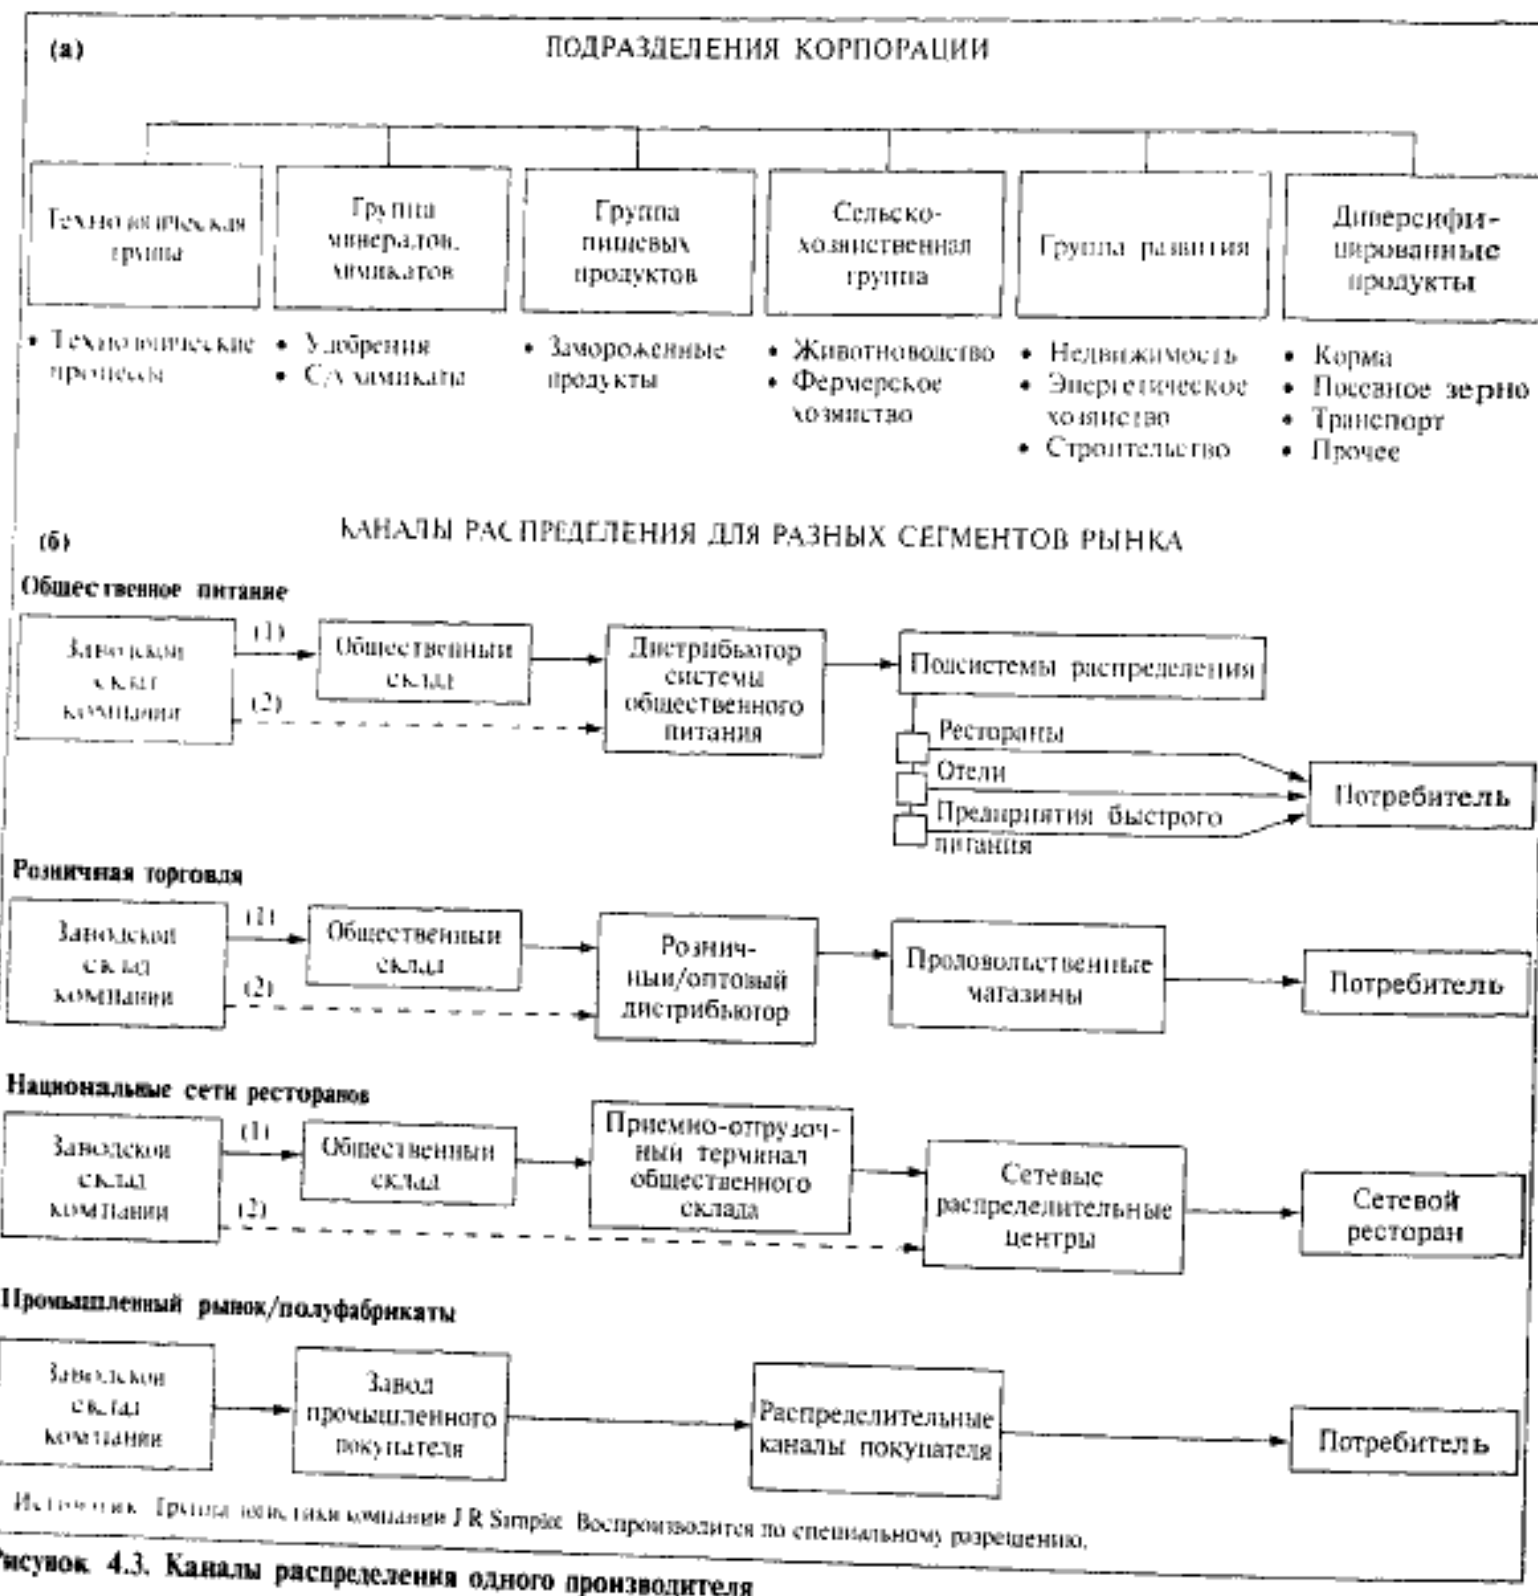 (а)
ПОДРАЗДЕЛЕНИЯ КОРПОРАЦИИ
Технологическая
группа
Группа
минералов,
химикатов
Группа
пищевых
продуктов
Сельско-
хозяйственная
группа
Группа развития
Диверсифи-
цированные
продукты
• Технологические
процессы
• Удобрения
• С/х химикаты
• Замороженные
продукты
• Животноводство
• Фермерское
хозяйство
• Недвижимость
• Энергетическое
хозяйство
• Строительство
• Корма
• Посевное зерно
• Транспорт
• Прочее
(б)
КАНАЛЫ РАСПРЕДЕЛЕНИЯ ДЛЯ РАЗНЫХ СЕГМЕНТОВ РЫНКА
Общественное питание
Заводской
склад
компании
(1)
(2)
Общественный
склад
Дистрибьютор
системы
общественного
питания
Подсистемы распределения
Рестораны
Отели
Предприятия быстрого
питания
Потребитель
Розничная торговля
Заводской
склад
компании
(1)
(2)
Общественный
склад
Рознич-
ный/оптовый
дистрибьютор
Продовольственные
магазины
Потребитель
Национальные сети ресторанов
Заводской
склад
компании
(1)
(2)
Общественный
склад
Приемно-отгрузоч-
ный терминал
общественного
склада
Сетевые
распределительные
центры
Сетевой
ресторан
Промышленный рынок/полуфабрикаты
Заводской
склад
компании
Завод
промышленного
покупателя
Распределительные
каналы покупателя
Потребитель
Источник Группа логистики компании J R Simplot Воспроизводится по специальному разрешению.
Рисунок 4.3. Каналы распределения одного производителя